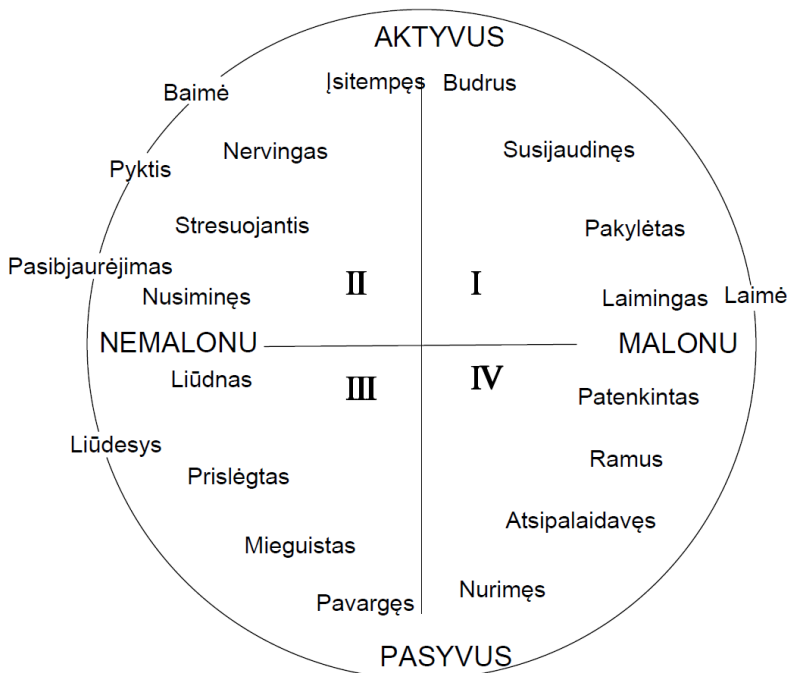 AKTYVUS
Įsitempęs Budrus
Baimė
Nervingas Susijaudinęs
Pyktis
Stresuojantis Pakylėtas
Pasibjaurėjimas
II I
Nusiminęs Laimingas Laimė
NEMALONU MALONU
Liūdnas III IV
Patenkintas
Liūdesys Ramus
Prislėgtas
Atsipalaidavęs
Mieguistas
Pavargęs Nurimęs
PASYVUS